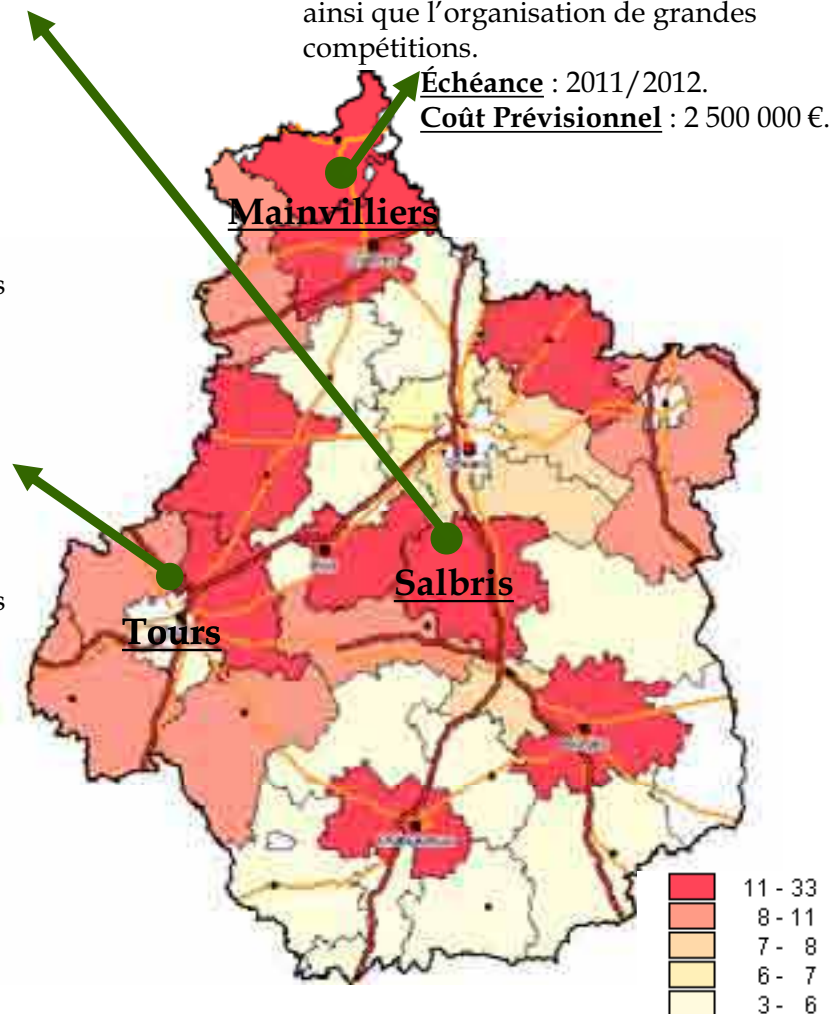 ainsi que l'organisation de grandes
compétitions.
Échéance : 2011/2012.
Coût Prévisionnel : 2 500 000 €.
Mainvilliers
s
Salbris
s
Tours
11 - 33
8 - 11
7 - 8
6 - 7
3 - 6